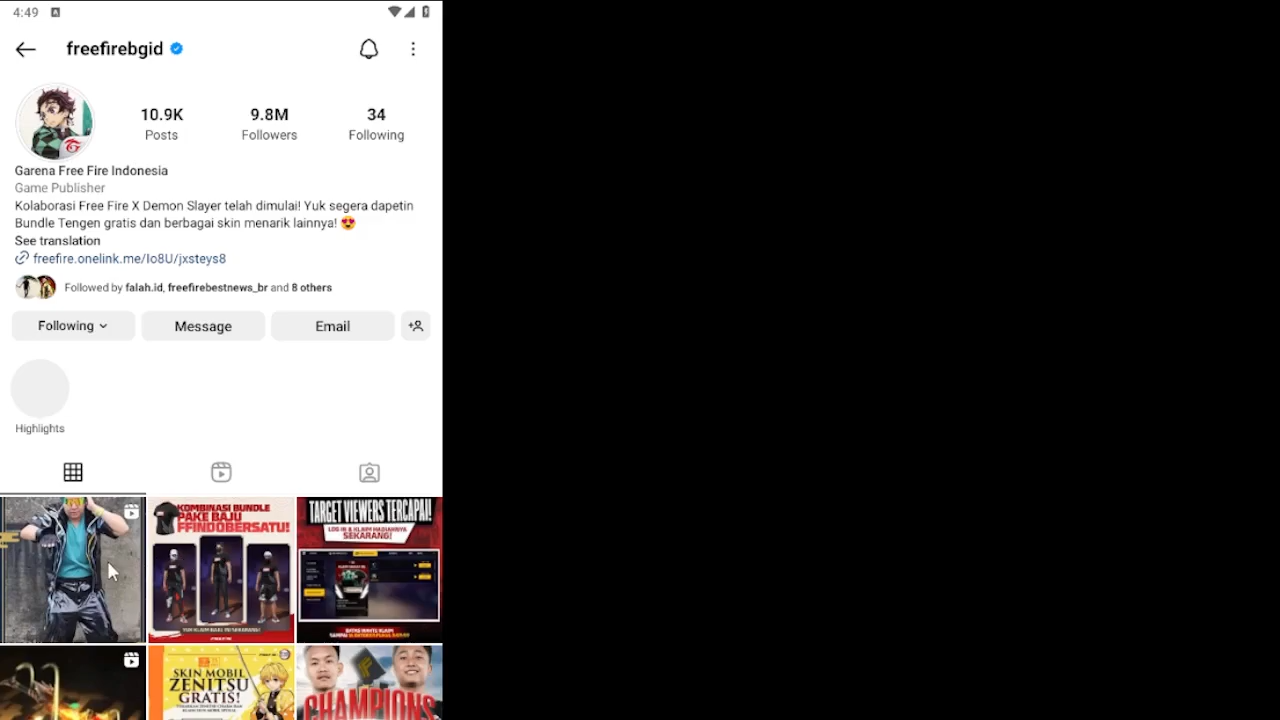 4:49
freefirebgid
10.9K
Posts
9.8M
Followers
34
Following
Garena Free Fire Indonesia
Game Publisher
Kolaborasi Free Fire X Demon Slayer telah dimulai! Yuk segera dapetin
Bundle Tengen gratis dan berbagai skin menarik lainnya! 😍
See translation
freefire.onelink.me/Io8U/jxsteys8
Followed by falah.id, freefirebestnews_br and 8 others
Following
Message
Email
Highlights
KOMBINASI BUNDLE
PAKE BAJU
FFINDOBERSATU!
TARGET VIEWERS TERCAPAI!
LOG IN & KLAIM HADIAHNYA
SEKARANG!
SKIN MOBIL
ZENITSU
GRATIS!
CHAMPIONS